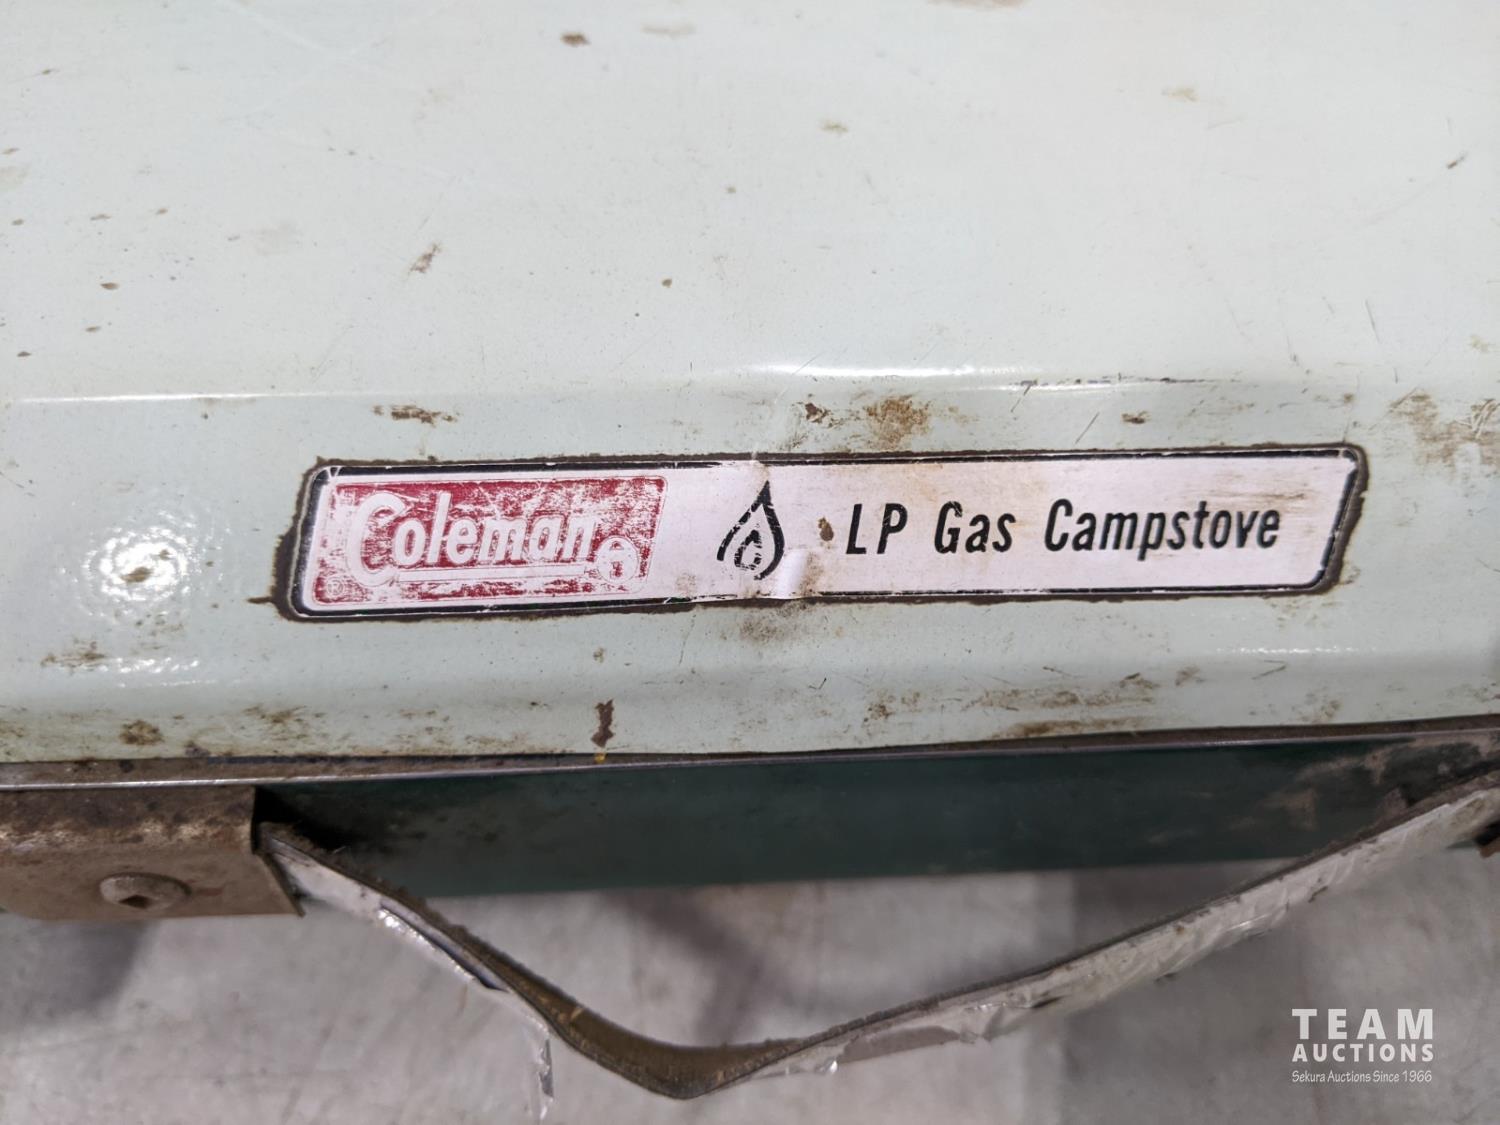 Coleman LP Gas Campstove
TEAM
AUCTIONS
Sekura Auctions Since 1966